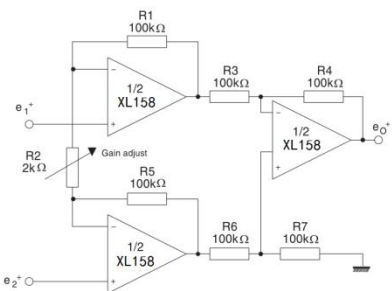 R1
100kΩ
1/2
XL158
R3
100kΩ
R4
100kΩ
e1+
R2
2kΩ
Gain adjust
1/2
XL158
eo+
R5
100kΩ
1/2
XL158
R6
100kΩ
R7
100kΩ
e2+